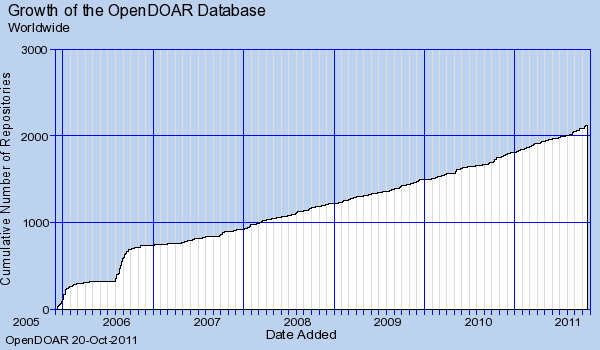 Growth of the OpenDOAR Database
Worldwide
Cumulative Number of Repositories
3000
2000
1000
0
2005 2006 2007 2008 2009 2010 2011
Date Added
OpenDOAR 20-Oct-2011